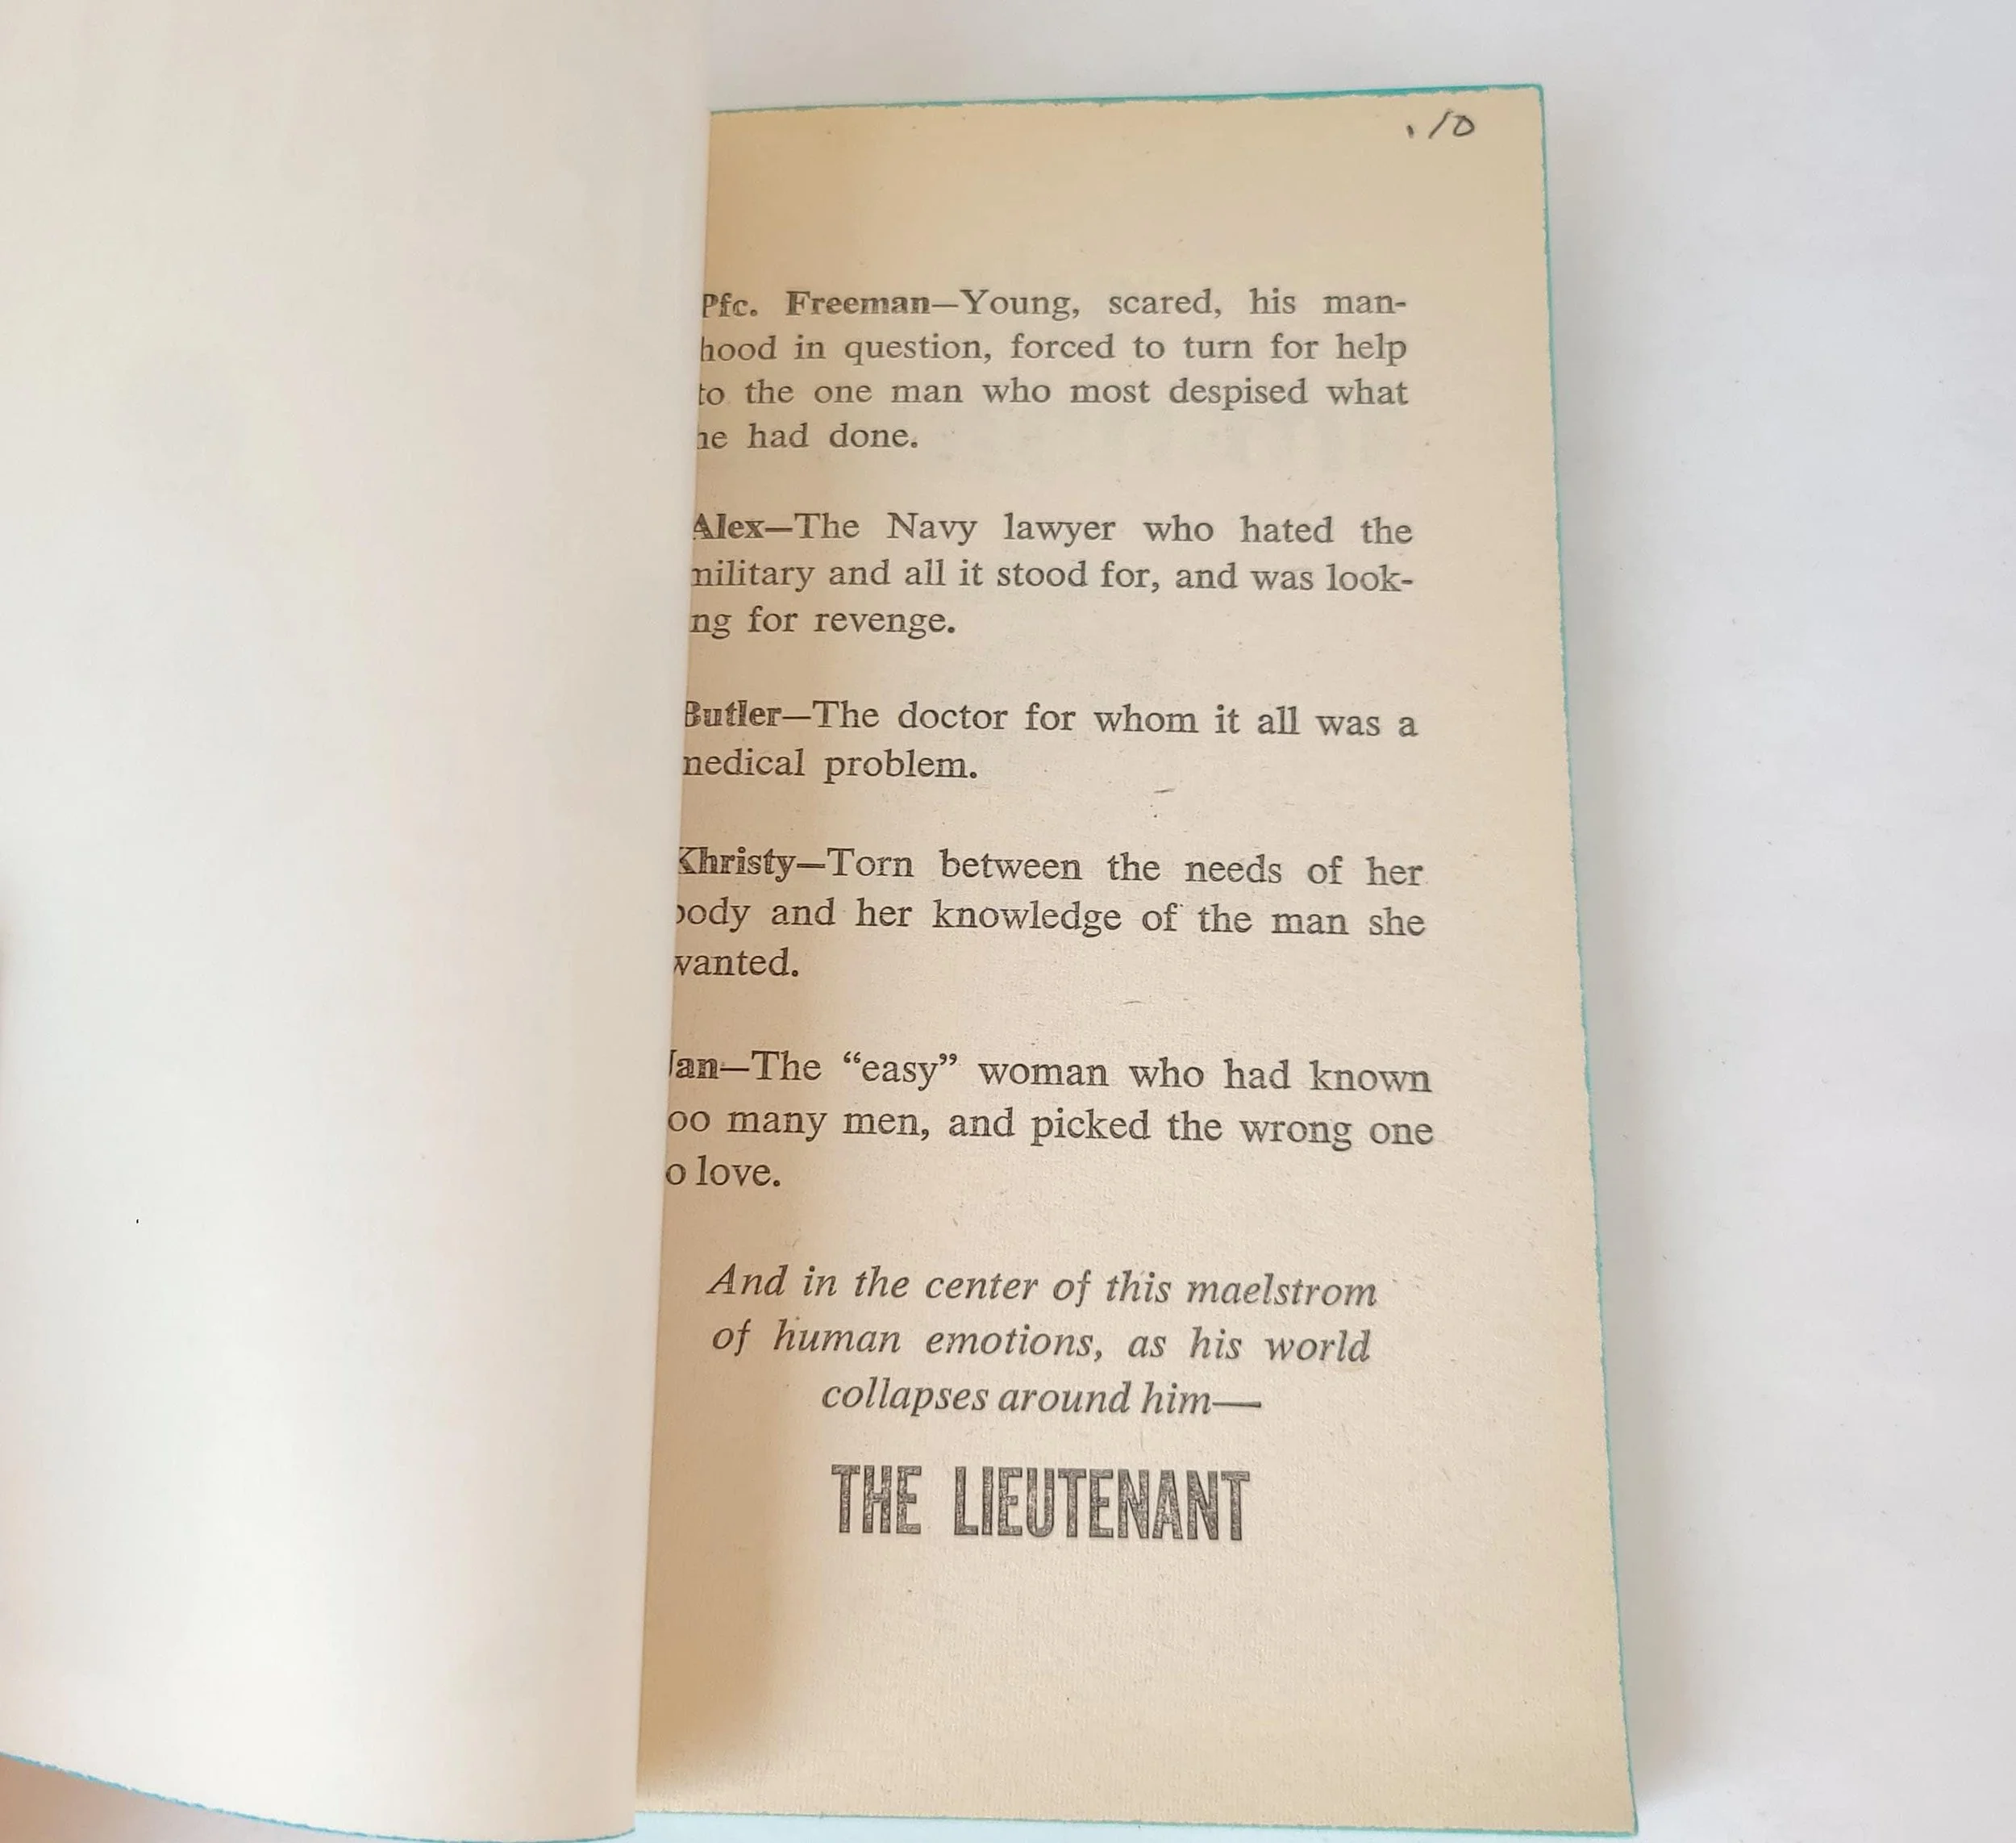 .10
Pfc. Freeman—Young, scared, his man-
hood in question, forced to turn for help
to the one man who most despised what
he had done.
Alex—The Navy lawyer who hated the
military and all it stood for, and was look-
ng for revenge.
Butler—The doctor for whom it all was a
medical problem.
Khristy—Torn between the needs of her
body and her knowledge of the man she
wanted.
Jan—The “easy” woman who had known
oo many men, and picked the wrong one
o love.
And in the center of this maelstrom
of human emotions, as his world
collapses around him—
THE LIEUTENANT